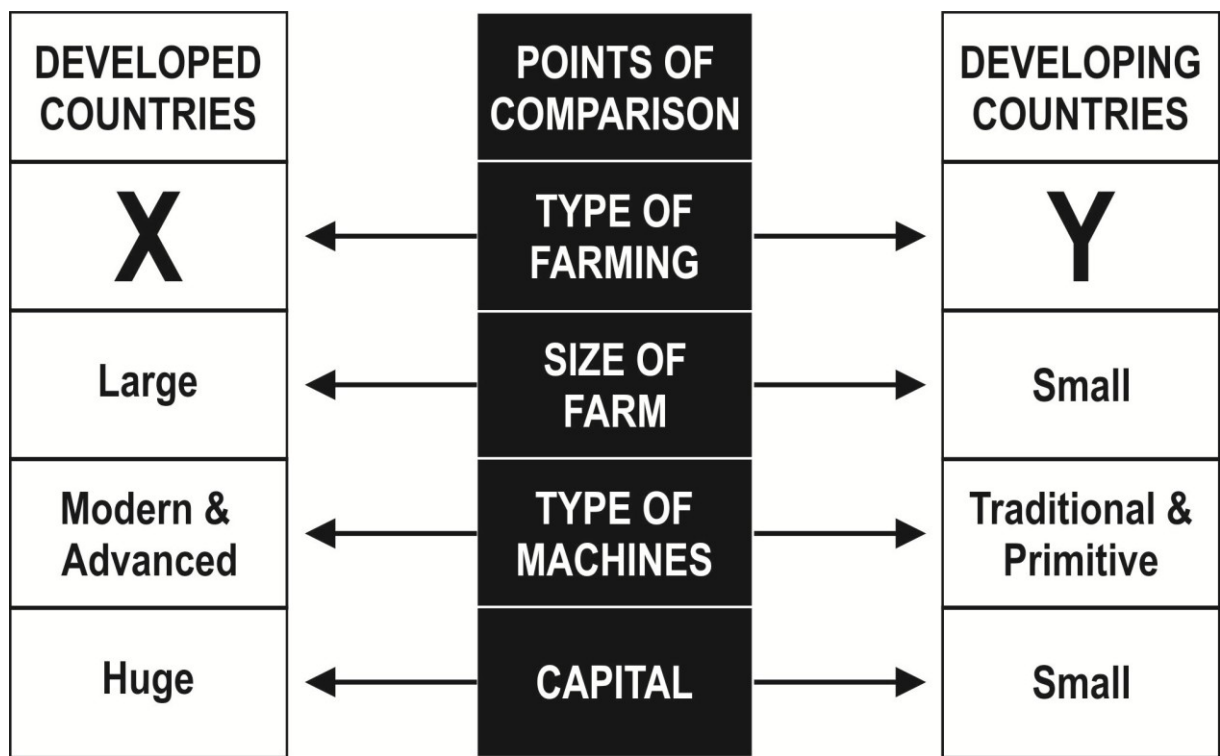 DEVELOPED
COUNTRIES
POINTS OF
COMPARISON
DEVELOPING
COUNTRIES
X
TYPE OF
FARMING
Y
Large
SIZE OF
FARM
Small
Modern &
Advanced
TYPE OF
MACHINES
Traditional &
Primitive
Huge
CAPITAL
Small